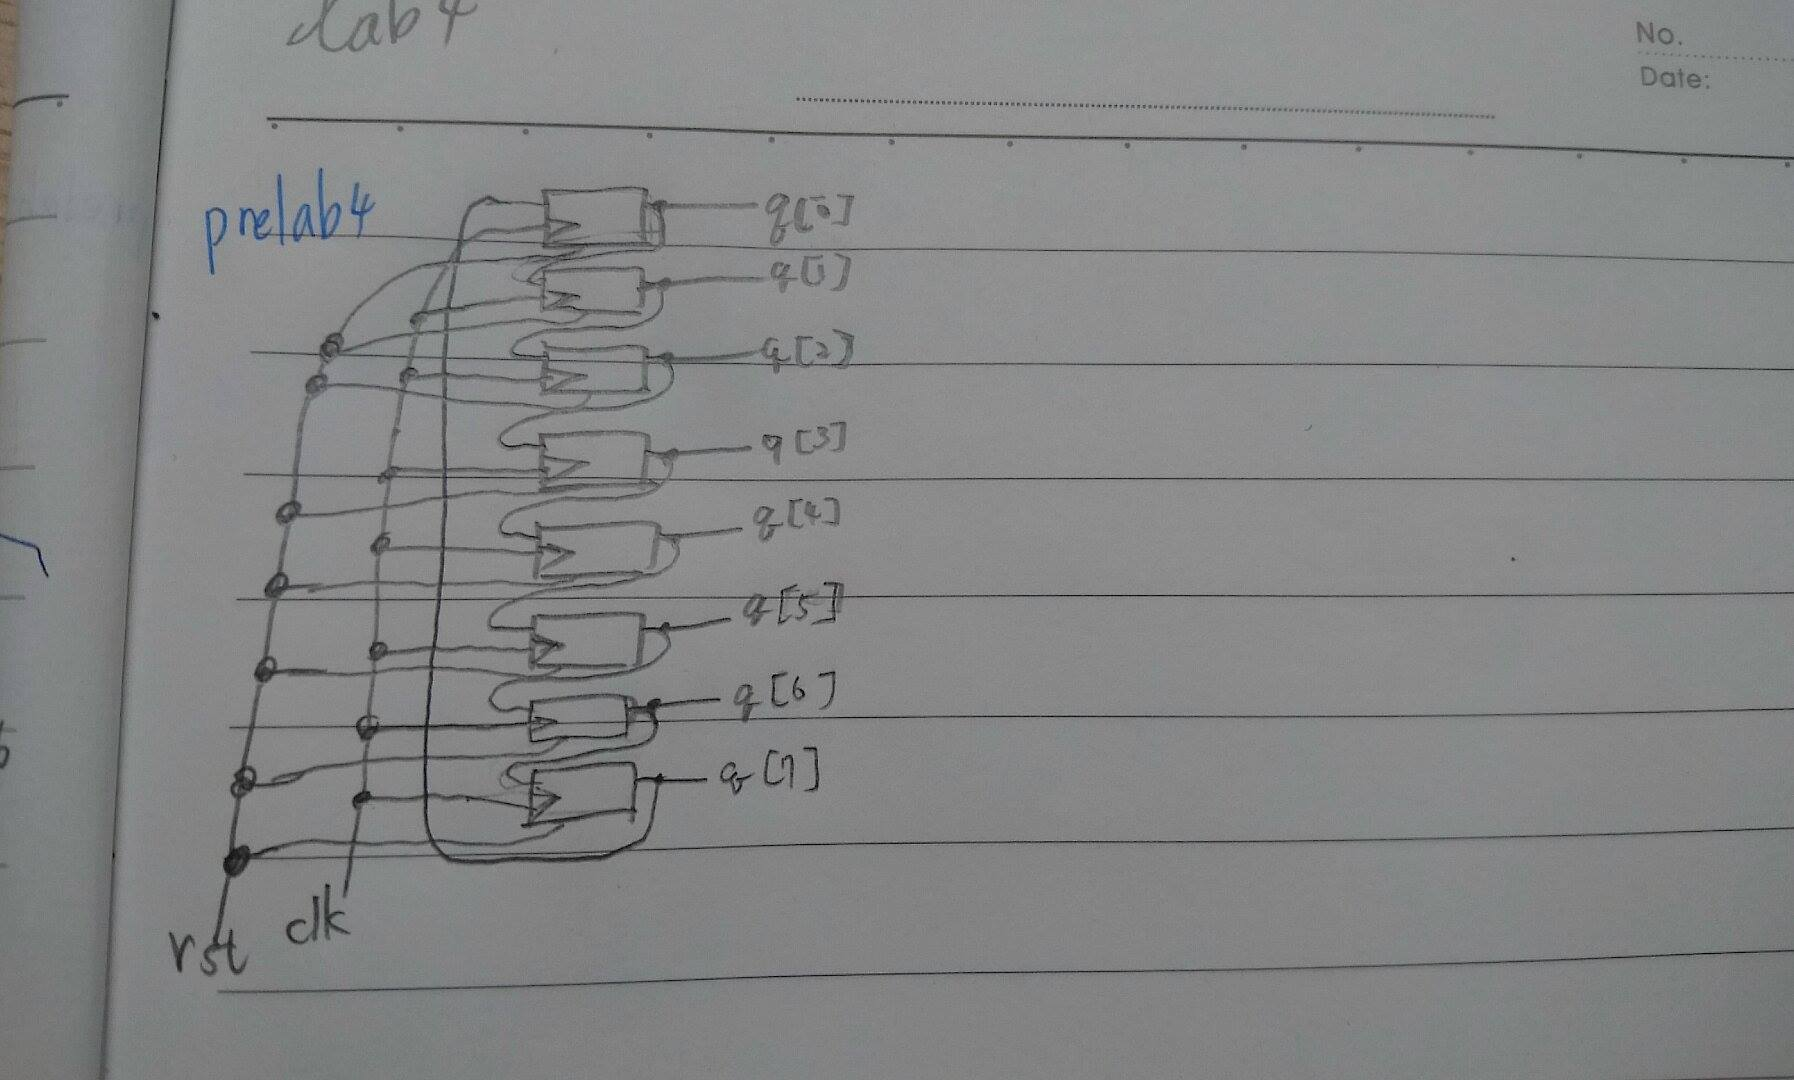 lab4
No.
Date:
prelab4
q[0]
q[1]
q[2]
q[3]
q[4]
q[5]
q[6]
q[7]
clk
rst